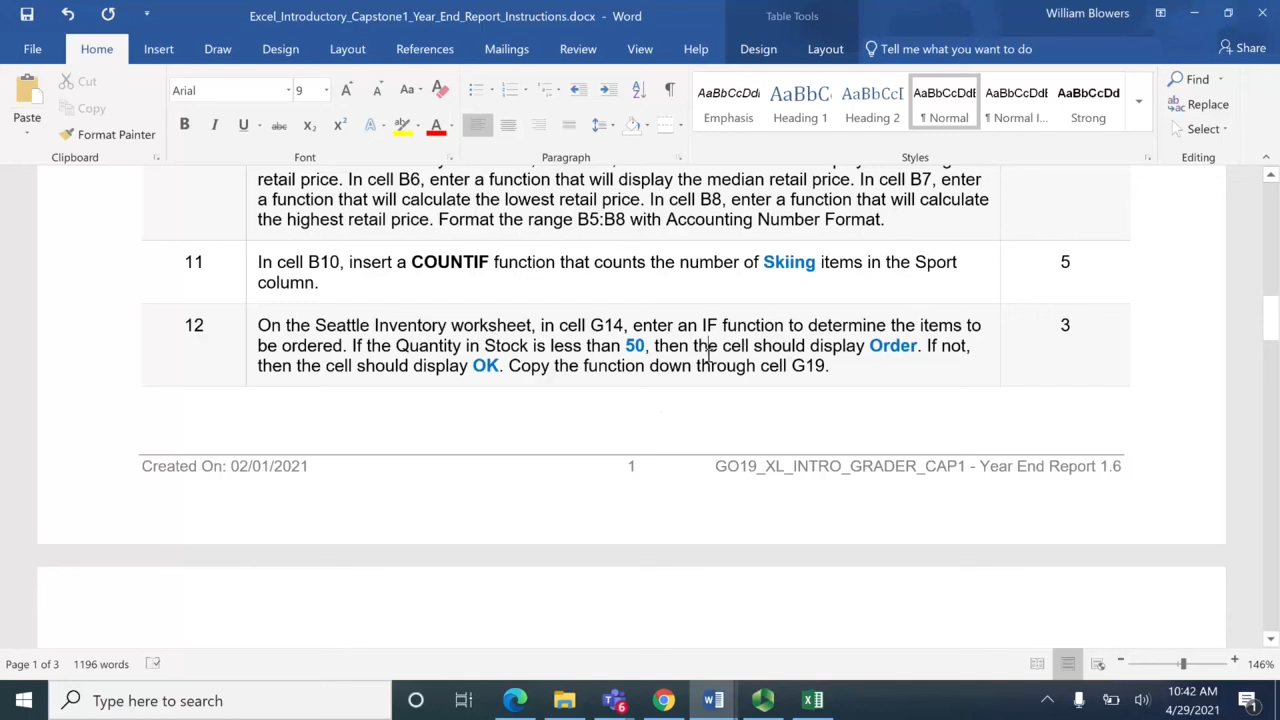 Excel_Introductory_Capstone1_Year_End_Report_Instructions.docx - Word
Table Tools
William Blowers
File
Home
Insert
Draw
Design
Layout
References
Mailings
Review
View
Help
Design
Layout
Tell me what you want to do
Share
Paste
Cut
Copy
Format Painter
Clipboard
Arial
9
Font
Paragraph
AaBbCcDdI
Emphasis
AaBbC
Heading 1
AaBbCcD
Heading 2
AaBbCcDdE
¶ Normal
AaBbCcDdE
¶ Normal I...
AaBbCcDd
Strong
Styles
Find
Replace
Select
Editing
retail price. In cell B6, enter a function that will display the median retail price. In cell B7, enter
a function that will calculate the lowest retail price. In cell B8, enter a function that will calculate
the highest retail price. Format the range B5:B8 with Accounting Number Format.
11
In cell B10, insert a COUNTIF function that counts the number of Skiing items in the Sport
column.
5
12
On the Seattle Inventory worksheet, in cell G14, enter an IF function to determine the items to
be ordered. If the Quantity in Stock is less than 50, then the cell should display Order. If not,
then the cell should display OK. Copy the function down through cell G19.
3
Created On: 02/01/2021
1
GO19_XL_INTRO_GRADER_CAP1 - Year End Report 1.6
Page 1 of 3
1196 words
146%
Type here to search
6
10:42 AM
4/29/2021
1